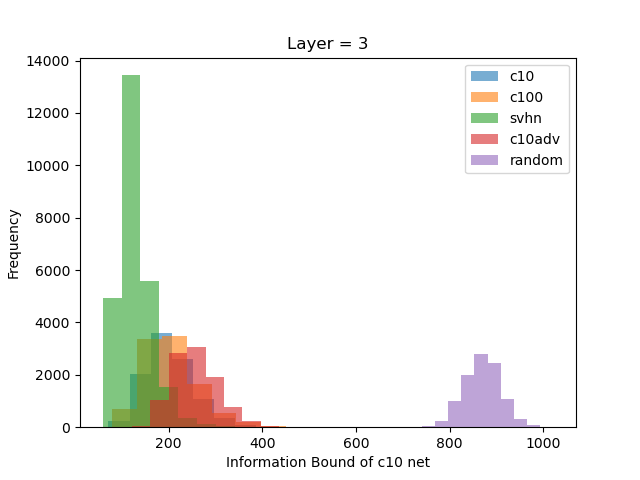 Layer = 3
Frequency
14000
12000
10000
8000
6000
4000
2000
0
c10
c100
svhn
c10adv
random
200 400 600 800 1000
Information Bound of c10 net